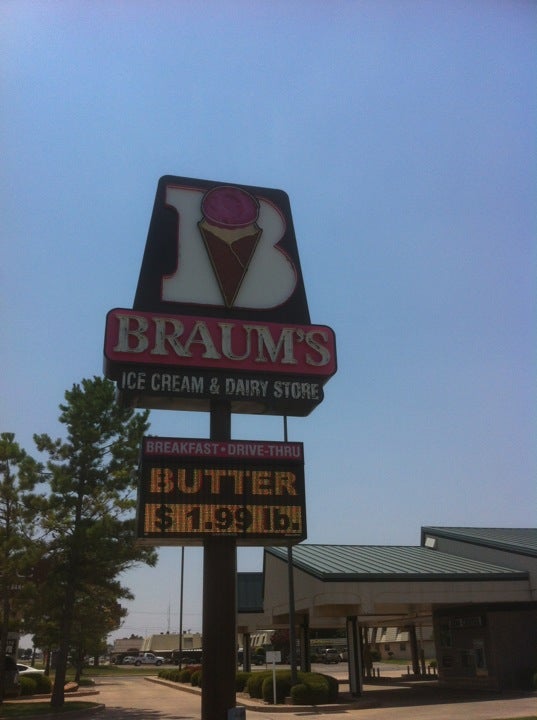 B
BRAUM'S
ICE CREAM & DAIRY STORE
BREAKFAST • DRIVE-THRU
BUTTER
$ 1.99 lb.